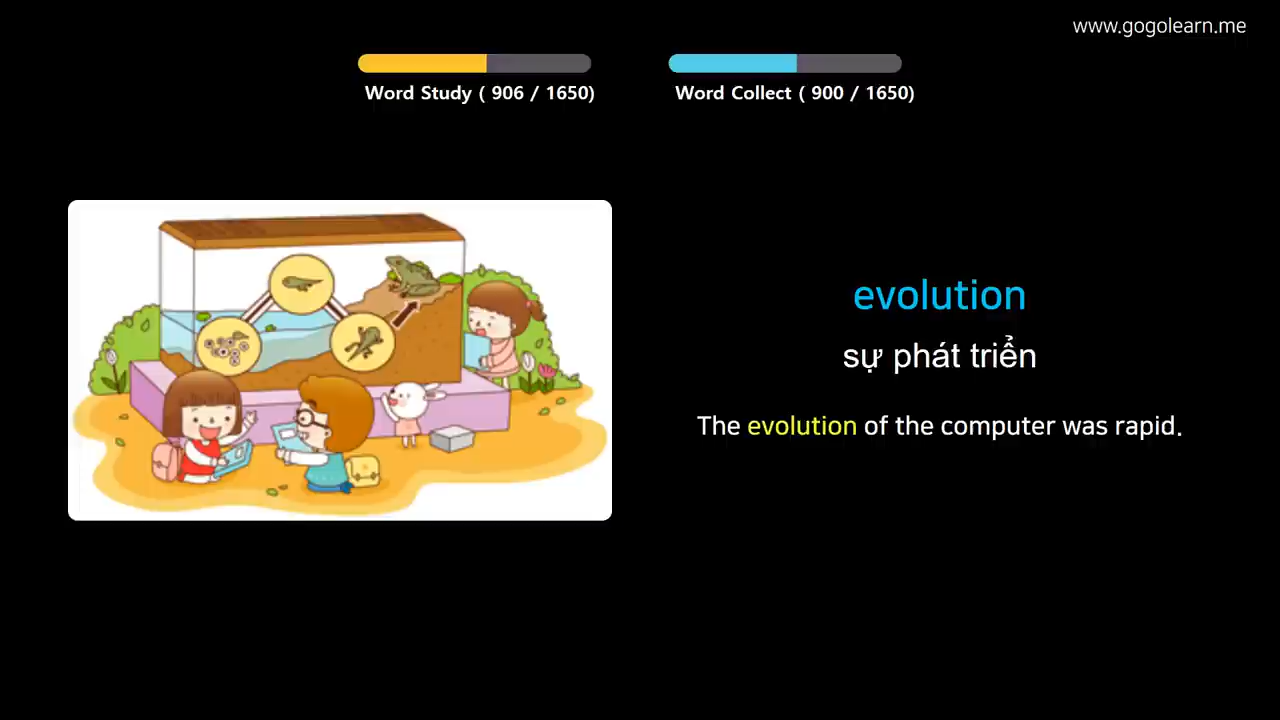 www.gogolearn.me
Word Study ( 906 / 1650)
Word Collect ( 900 / 1650)
evolution
sự phát triển
The evolution of the computer was rapid.